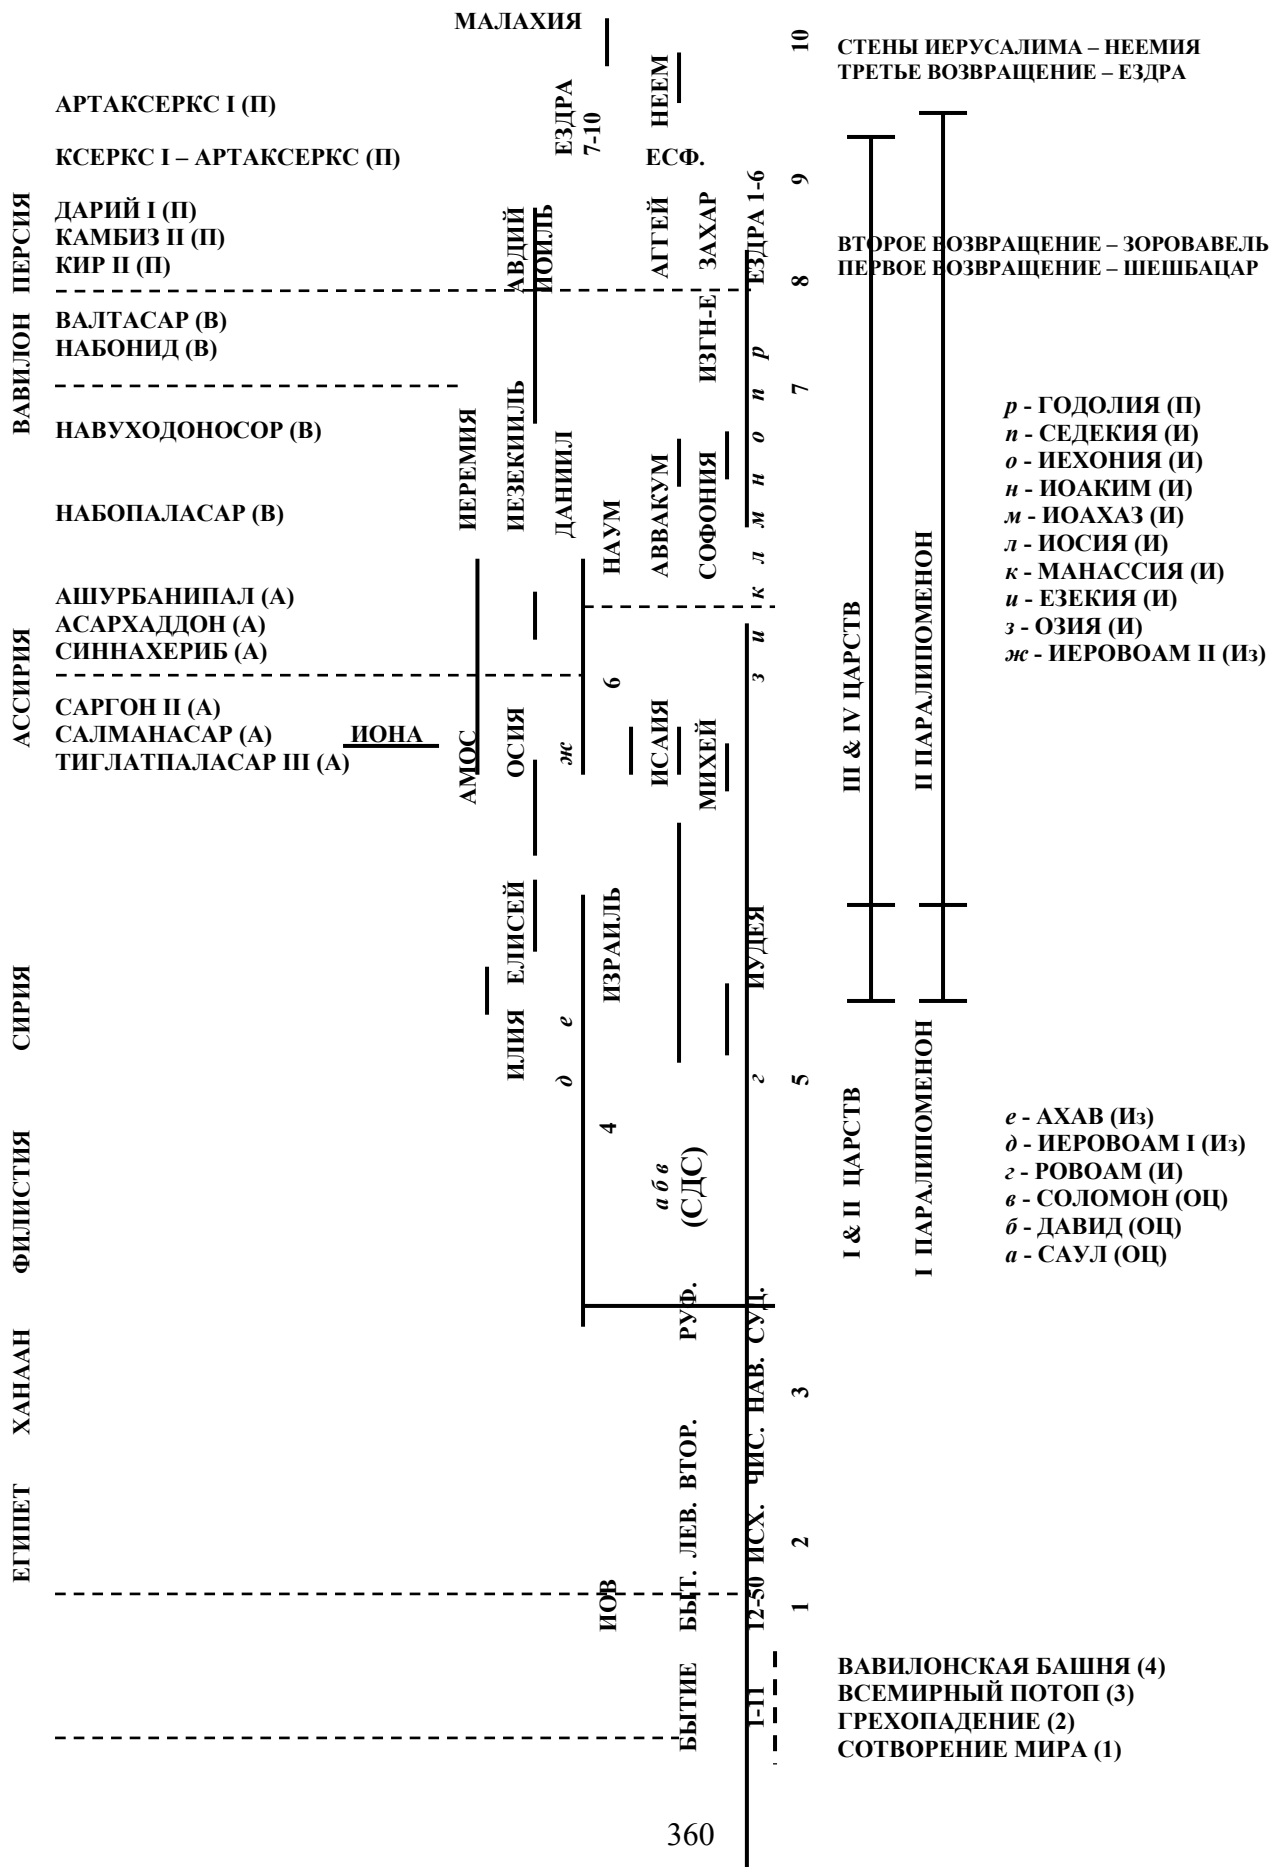 МАЛАХИЯ
10
СТЕНЫ ИЕРУСАЛИМА – НЕЕМИЯ
ТРЕТЬЕ ВОЗВРАЩЕНИЕ – ЕЗДРА
АРТАКСЕРКС I (П)
ЕЗДРА
7-10
НЕЕМ
КСЕРКС I – АРТАКСЕРКС (П)
ЕСФ.
9
ПЕРСИЯ
ДАРИЙ I (П)
КАМБИЗ II (П)
КИР II (П)
АВДИЙ
ИОИЛЬ
АГГЕЙ
ЗАХАР
ЕЗДРА 1-6
8
ВТОРОЕ ВОЗВРАЩЕНИЕ – ЗОРОВАВЕЛЬ
ПЕРВОЕ ВОЗВРАЩЕНИЕ – ШЕШБАЦАР
ВАВИЛОН
ВАЛТАСАР (В)
НАБОНИД (В)
ИЗГН-Е
7
НАВУХОДОНОСОР (В)
НАБОПАЛАСАР (В)
ИЕРЕМИЯ
ИЕЗЕКИИЛЬ
ДАНИИЛ
НАУМ
АВВАКУМ
СОФОНИЯ
з и к л м н о п р
р - ГОДОЛИЯ (П)
п - СЕДЕКИЯ (И)
о - ИЕХОНИЯ (И)
н - ИОАКИМ (И)
м - ИОАХАЗ (И)
л - ИОСИЯ (И)
к - МАНАССИЯ (И)
и - ЕЗЕКИЯ (И)
з - ОЗИЯ (И)
ж - ИЕРОВОАМ II (Из)
АССИРИЯ
АШУРБАНИПАЛ (А)
АСАРХАДДОН (А)
СИННАХЕРИБ (А)
6
САРГОН II (А)
САЛМАНАСАР (А)
ТИГЛАТПАЛАСАР III (А)
ИОНА
АМОС
ОСИЯ
ж
ИСАИЯ
МИХЕЙ
III & IV ЦАРСТВ
II ПАРАЛИПОМЕНОН
СИРИЯ
ИЛИЯ
ЕЛИСЕЙ
д е
ИЗРАИЛЬ
ИУДЕЯ
г
5
4
ФИЛИСТИЯ
а б в
(СДС)
I & II ЦАРСТВ
I ПАРАЛИПОМЕНОН
е - АХАВ (Из)
д - ИЕРОВОАМ I (Из)
г - РОВОАМ (И)
в - СОЛОМОН (ОЦ)
б - ДАВИД (ОЦ)
а - САУЛ (ОЦ)
ХАНААН
РУФ.
3
ЕГИПЕТ
2
ИОВ
БЫТ. ЛЕВ. ВТОР.
12-50 ИСХ. ЧИС. НАВ. СУД.
1
БЫТИЕ
1-11
ВАВИЛОНСКАЯ БАШНЯ (4)
ВСЕМИРНЫЙ ПОТОП (3)
ГРЕХОПАДЕНИЕ (2)
СОТВОРЕНИЕ МИРА (1)
360